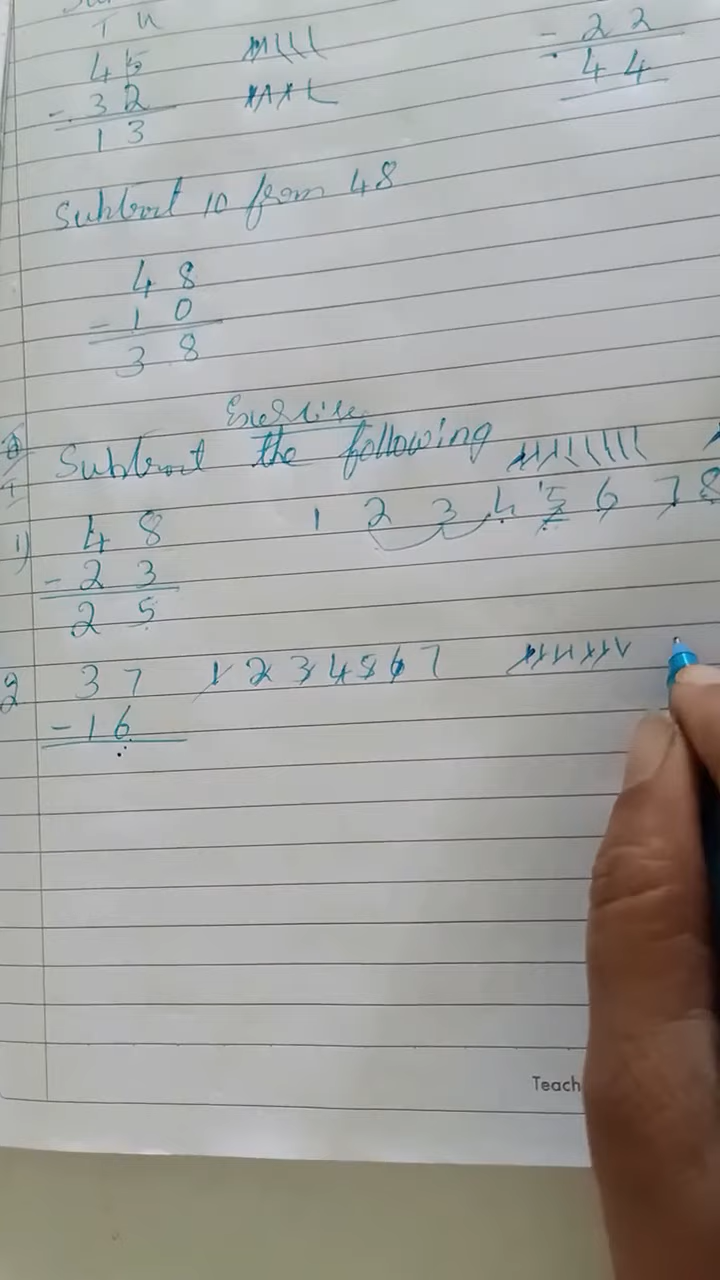 T U
45
- 32
13
- 22
44
Subtract 10 from 48
48
- 10
38
Exercise
Subtract the following
1) 48
- 23
25
1 2 3 4 5 6 7 8
2 37
- 16
1 2 3 4 5 6 7
Teach